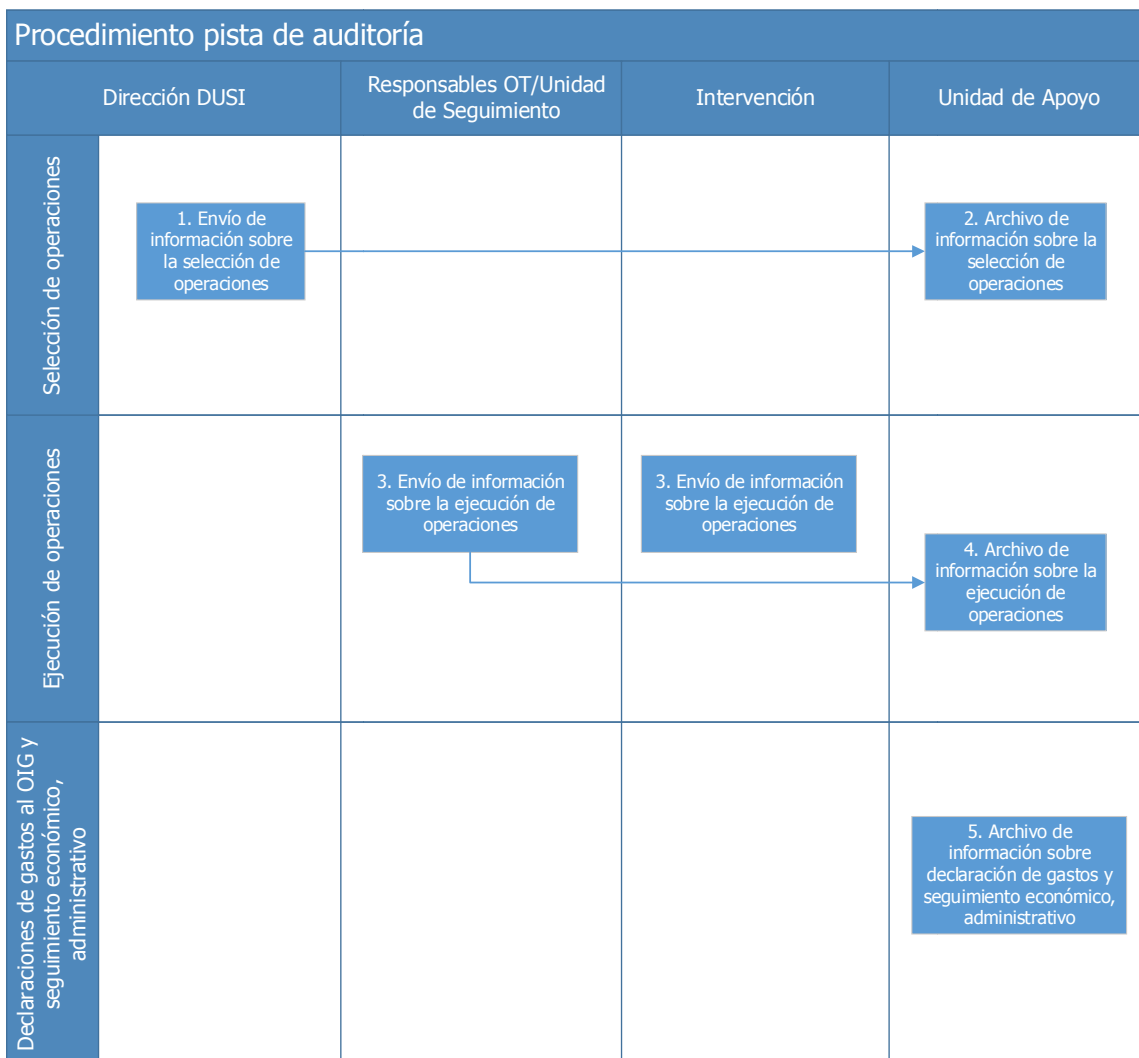 Procedimiento pista de auditoría
Dirección DUSI
Responsables OT/Unidad
de Seguimiento
Intervención
Unidad de Apoyo
Selección de operaciones
1. Envío de
información sobre
la selección de
operaciones
2. Archivo de
información sobre la
selección de
operaciones
Ejecución de operaciones
3. Envío de información
sobre la ejecución de
operaciones
3. Envío de información
sobre la ejecución de
operaciones
4. Archivo de
información sobre la
ejecución de
operaciones
Declaraciones de gastos al OIG y
seguimiento económico,
administrativo
5. Archivo de
información sobre
declaración de gastos y
seguimiento económico,
administrativo